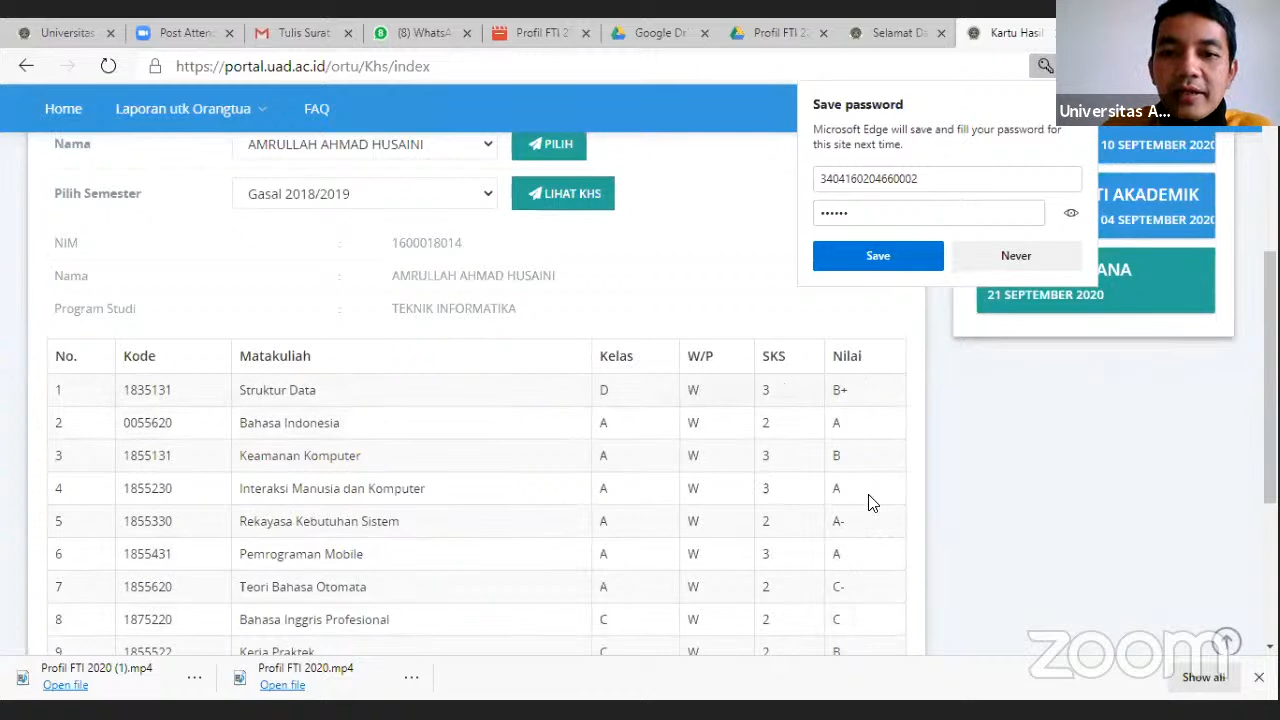 Universitas
Post Attend
Tulis Surat
(8) WhatsA
Profil FTI 2
Google Dri
Profil FTI 2
Selamat Da
Kartu Hasil
https://portal.uad.ac.id/ortu/Khs/index
Universitas A...
Home
Laporan utk Orangtua
FAQ
Save password
Microsoft Edge will save and fill your password for
this site next time.
3404160204660002
••••••
Save
Never
10 SEPTEMBER 2020
TI AKADEMIK
04 SEPTEMBER 2020
ANA
21 SEPTEMBER 2020
Nama AMRULLAH AHMAD HUSAINI PILIH
Pilih Semester Gasal 2018/2019 LIHAT KHS
NIM : 1600018014
Nama : AMRULLAH AHMAD HUSAINI
Program Studi : TEKNIK INFORMATIKA
No. Kode Matakuliah Kelas W/P SKS Nilai
1 1835131 Struktur Data D W 3 B+
2 0055620 Bahasa Indonesia A W 2 A
3 1855131 Keamanan Komputer A W 3 B
4 1855230 Interaksi Manusia dan Komputer A W 3 A
5 1855330 Rekayasa Kebutuhan Sistem A W 2 A-
6 1855431 Pemrograman Mobile A W 3 A
7 1855620 Teori Bahasa Otomata A W 2 C-
8 1875220 Bahasa Inggris Profesional C W 2 C
9 1855522 Kerja Praktek C W 2 B
zoom
Profil FTI 2020 (1).mp4
Open file
Profil FTI 2020.mp4
Open file
Show all